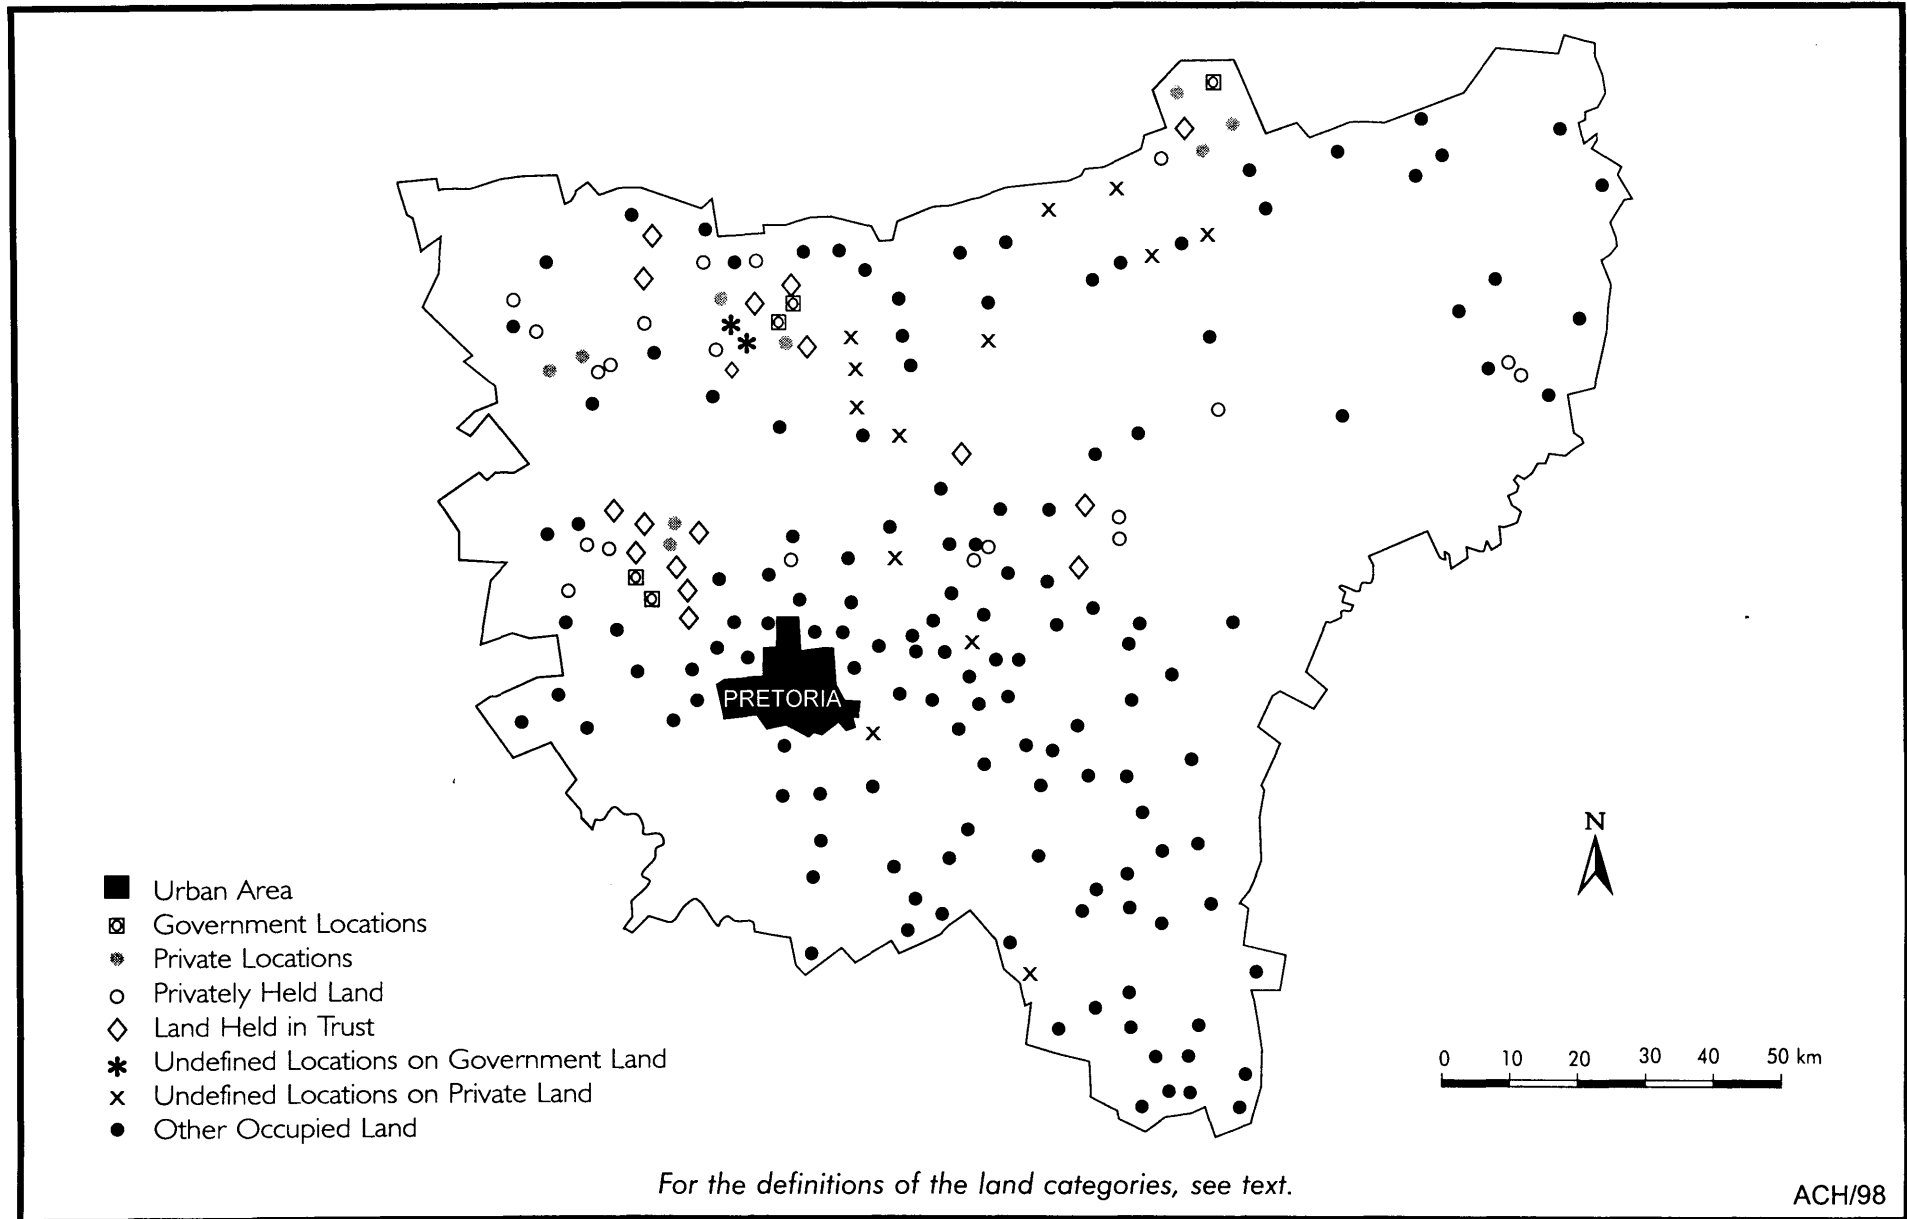 PRETORIA
N
Urban Area
Government Locations
Private Locations
Privately Held Land
Land Held in Trust
Undefined Locations on Government Land
Undefined Locations on Private Land
Other Occupied Land
0 10 20 30 40 50 km
For the definitions of the land categories, see text.
ACH/98